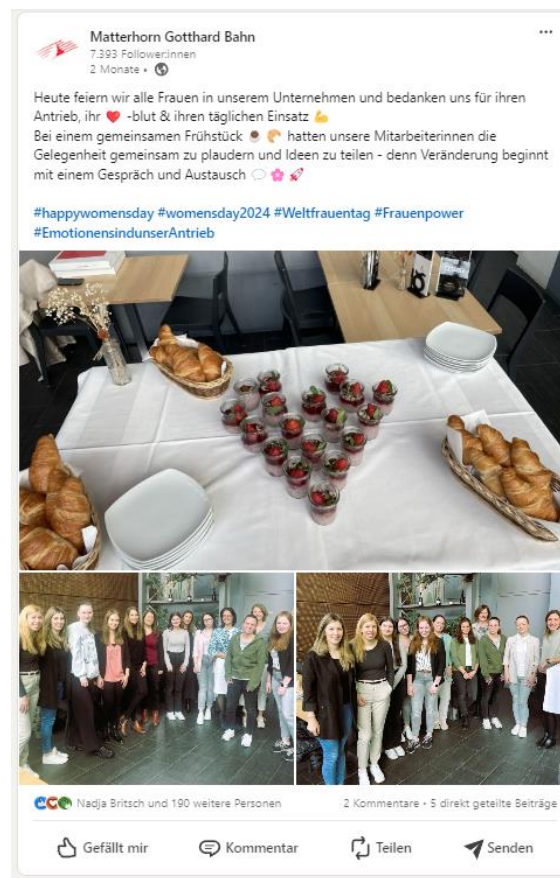 Matterhorn Gotthard Bahn
7.393 Follower:innen
2 Monate •
Heute feiern wir alle Frauen in unserem Unternehmen und bedanken uns für ihren
Antrieb, ihr ❤️ -blut & ihren täglichen Einsatz 💪
Bei einem gemeinsamen Frühstück ☕ 🥐 hatten unsere Mitarbeiterinnen die
Gelegenheit gemeinsam zu plaudern und Ideen zu teilen - denn Veränderung beginnt
mit einem Gespräch und Austausch 💬 🌸 🚀
#happywomensday #womensday2024 #Weltfrauentag #Frauenpower
#EmotionensindunserAntrieb
Nadja Britsch und 190 weitere Personen
2 Kommentare • 5 direkt geteilte Beiträge
Gefällt mir
Kommentar
Teilen
Senden